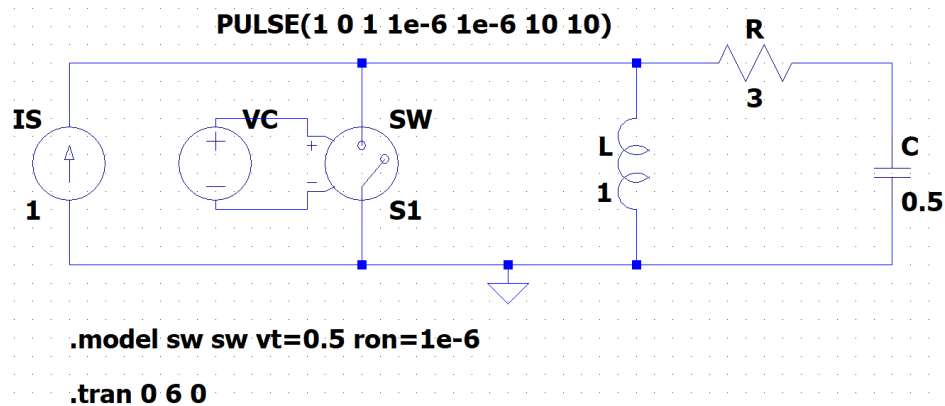 PULSE(1 0 1 1e-6 1e-6 10 10)
R
3
IS
1
VC
SW
S1
L
1
C
0.5
.model sw sw vt=0.5 ron=1e-6
.tran 0 6 0